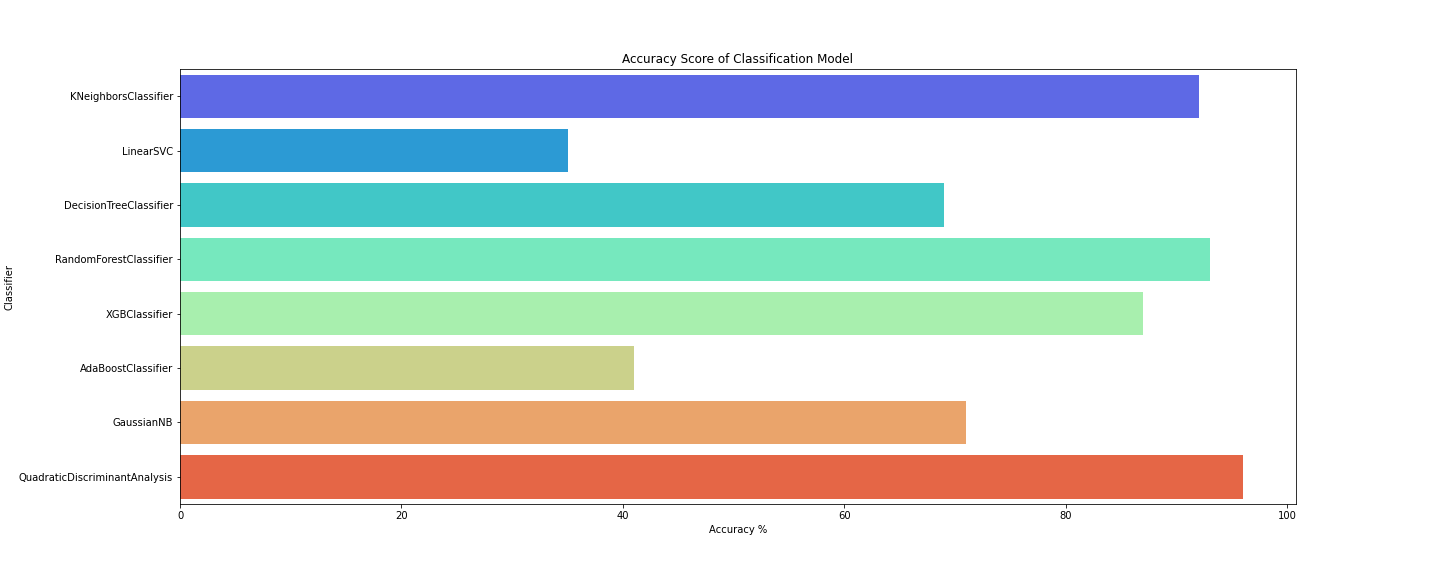 Accuracy Score of Classification Model
Classifier
KNeighborsClassifier
LinearSVC
DecisionTreeClassifier
RandomForestClassifier
XGBClassifier
AdaBoostClassifier
GaussianNB
QuadraticDiscriminantAnalysis
0 20 40 60 80 100
Accuracy %